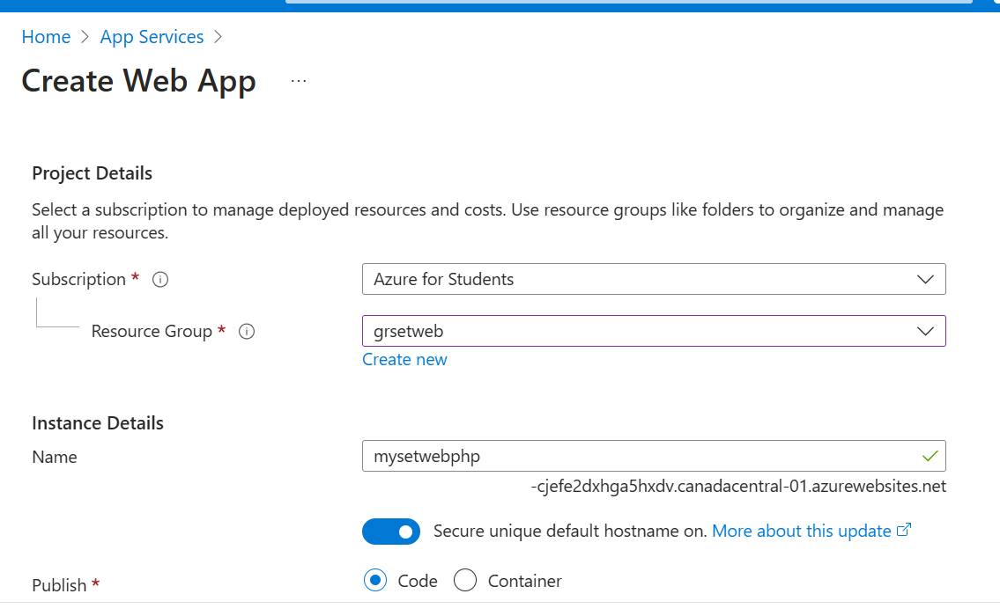 Home > App Services >
Create Web App ...
Project Details
Select a subscription to manage deployed resources and costs. Use resource groups like folders to organize and manage
all your resources.
Subscription * Azure for Students
Resource Group * grsetweb
Create new
Instance Details
Name mysetwebphp
-cjefe2dxhga5hxdv.canadacentral-01.azurewebsites.net
Secure unique default hostname on. More about this update
Publish * Code Container